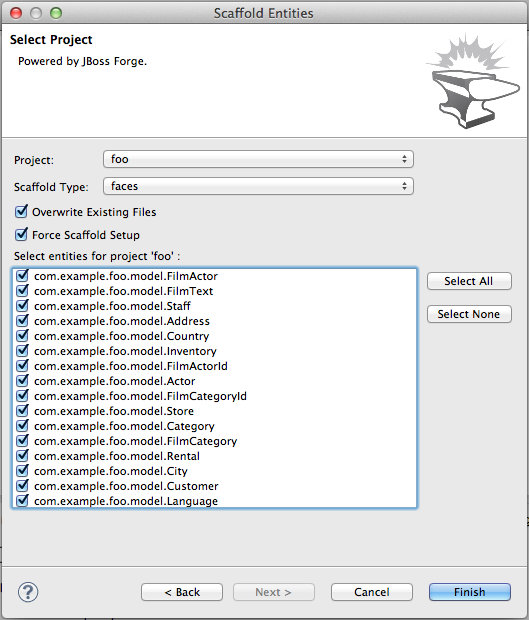 Scaffold Entities
Select Project
Powered by JBoss Forge.
Project: foo
Scaffold Type: faces
Overwrite Existing Files
Force Scaffold Setup
Select entities for project 'foo' :
com.example.foo.model.FilmActor
com.example.foo.model.FilmText
com.example.foo.model.Staff
com.example.foo.model.Address
com.example.foo.model.Country
com.example.foo.model.Inventory
com.example.foo.model.FilmActorId
com.example.foo.model.Actor
com.example.foo.model.FilmCategoryId
com.example.foo.model.Store
com.example.foo.model.Category
com.example.foo.model.FilmCategory
com.example.foo.model.Rental
com.example.foo.model.City
com.example.foo.model.Customer
com.example.foo.model.Language
Select All
Select None
? < Back Next > Cancel Finish